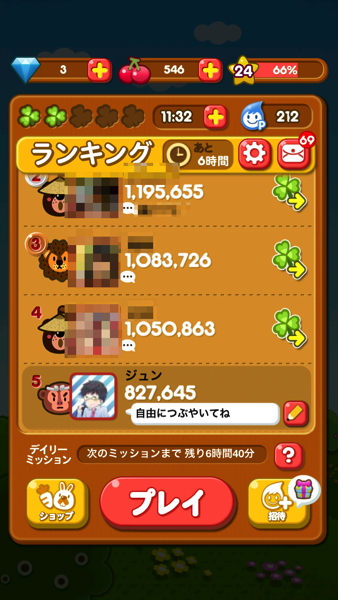 3
546
24
66%
11:32
P
212
ランキング
あと
6時間
69
2
1,195,655
3
1,083,726
4
1,050,863
5
ジュン
827,645
自由につぶやいてね
デイリー
ミッション
次のミッションまで 残り6時間40分
?
ショップ
プレイ
招待